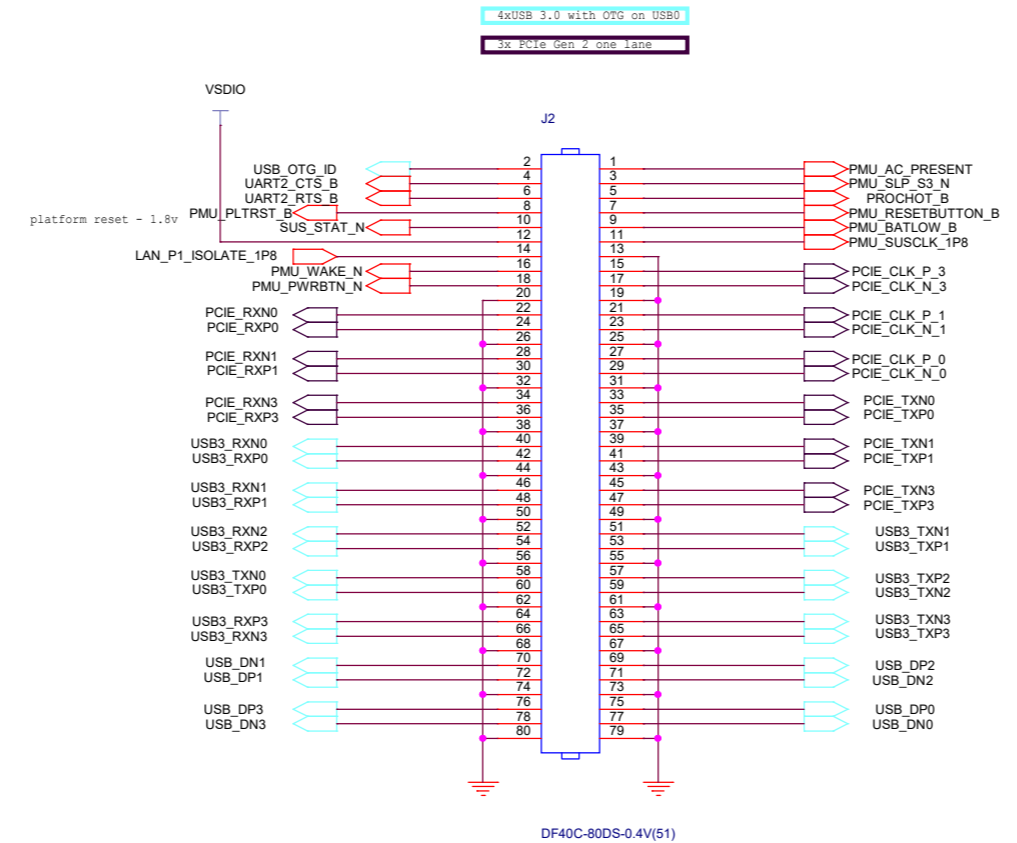 4xUSB 3.0 with OTG on USB0
3x PCIe Gen 2 one lane
VSDIO
J2
USB_OTG_ID 2 1 PMU_AC_PRESENT
UART2_CTS_B 4 3 PMU_SLP_S3_N
UART2_RTS_B 6 5 PROCHOT_B
platform reset - 1.8v PMU_PLTRST_B 8 7 PMU_RESETBUTTON_B
SUS_STAT_N 10 9 PMU_BATLOW_B
12 11 PMU_SUSCLK_1P8
LAN_P1_ISOLATE_1P8 14 13
PMU_WAKE_N 16 15 PCIE_CLK_P_3
PMU_PWRBTN_N 18 17 PCIE_CLK_N_3
20 19
PCIE_RXN0 22 21 PCIE_CLK_P_1
PCIE_RXP0 24 23 PCIE_CLK_N_1
26 25
PCIE_RXN1 28 27 PCIE_CLK_P_0
PCIE_RXP1 30 29 PCIE_CLK_N_0
32 31
PCIE_RXN3 34 33 PCIE_TXN0
PCIE_RXP3 36 35 PCIE_TXP0
38 37
USB3_RXN0 40 39 PCIE_TXN1
USB3_RXP0 42 41 PCIE_TXP1
44 43
USB3_RXN1 46 45 PCIE_TXN3
USB3_RXP1 48 47 PCIE_TXP3
50 49
USB3_RXN2 52 51 USB3_TXN1
USB3_RXP2 54 53 USB3_TXP1
56 55
USB3_TXN0 58 57 USB3_TXP2
USB3_TXP0 60 59 USB3_TXN2
62 61
USB3_RXP3 64 63 USB3_TXN3
USB3_RXN3 66 65 USB3_TXP3
68 67
USB_DN1 70 69 USB_DP2
USB_DP1 72 71 USB_DN2
74 73
USB_DP3 76 75 USB_DP0
USB_DN3 78 77 USB_DN0
80 79
DF40C-80DS-0.4V(51)